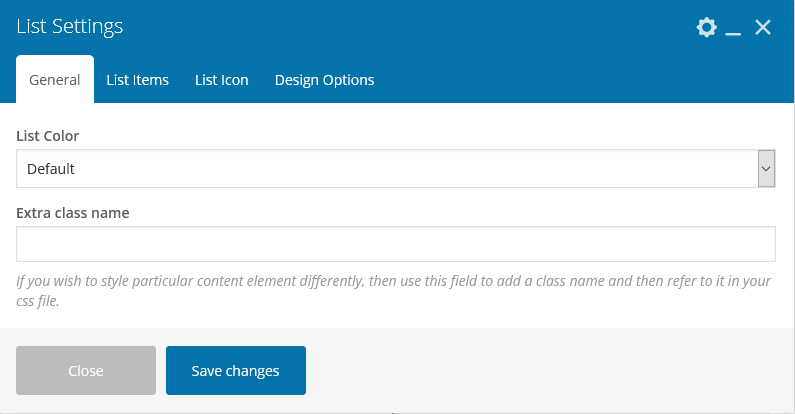 List Settings
General List Items List Icon Design Options
List Color
Default
Extra class name
If you wish to style particular content element differently, then use this field to add a class name and then refer to it in your
css file.
Close Save changes